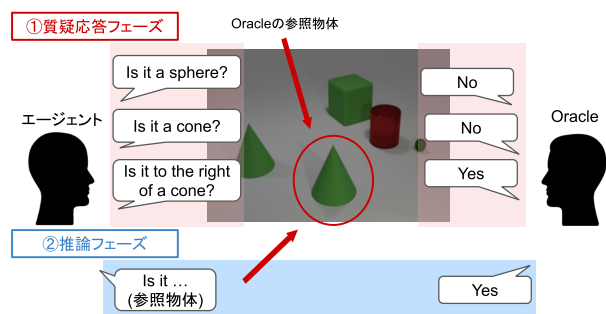 ①質疑応答フェーズ
Oracleの参照物体
エージェント
Oracle
Is it a sphere?
No
Is it a cone?
No
Is it to the right
of a cone?
Yes
②推論フェーズ
Is it …
(参照物体)
Yes